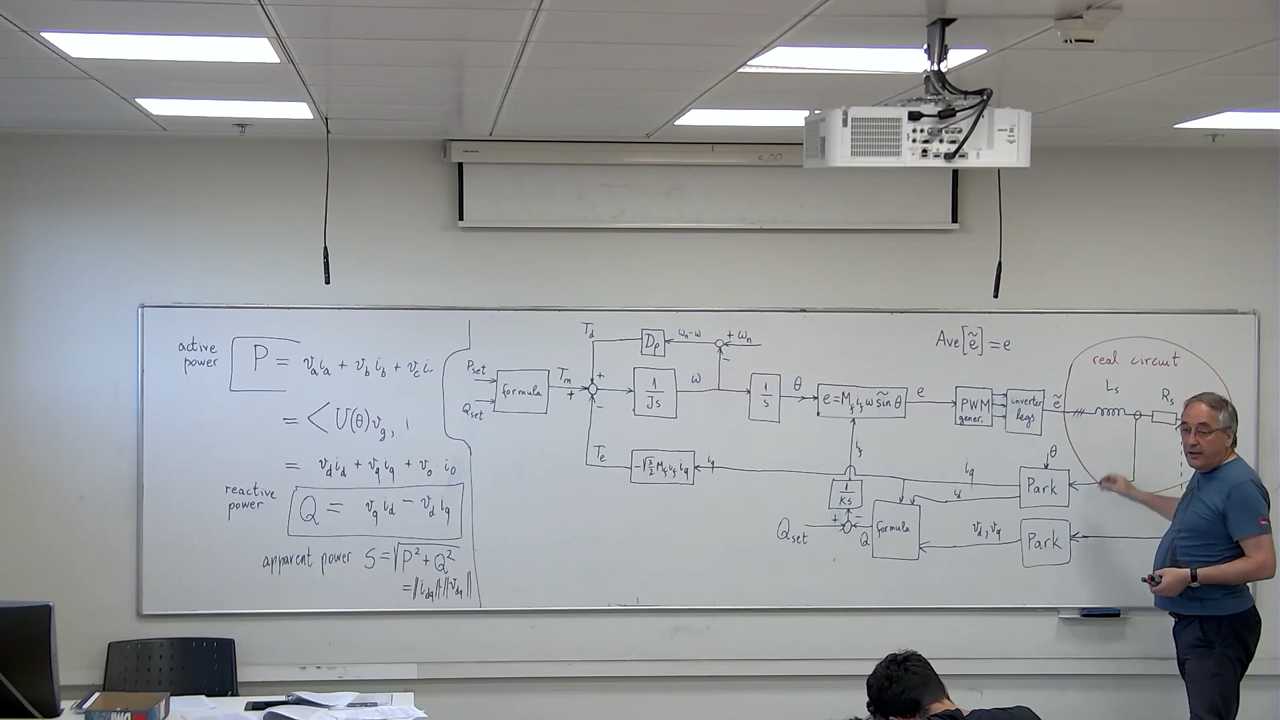 active
power
P = v_a i_a + v_b i_b + v_c i_c
= < U(θ)v_g, i
= v_d i_d + v_q i_q + v_o i_o
reactive
power
Q = v_q i_d − v_d i_q
apparent power S = √P² + Q²
= ‖i_dq‖·‖v_dq‖
T_d
D_p
ω_n−ω
+ ω_n
−
P_set
Q_set
formula
T_m
+
+
−
1/Js
ω
1/s
θ
e = M_f i_f ω s̃in θ
e
PWM
gener.
inverter
legs
ẽ
Ave[ẽ] = e
real circuit
L_s
R_s
T_e
−√3/2 M_f i_f i_q
i_q
i_f
1/Ks
Q_set
+
−
Q
formula
i_q
i_d
v_d, v_q
θ
Park
Park